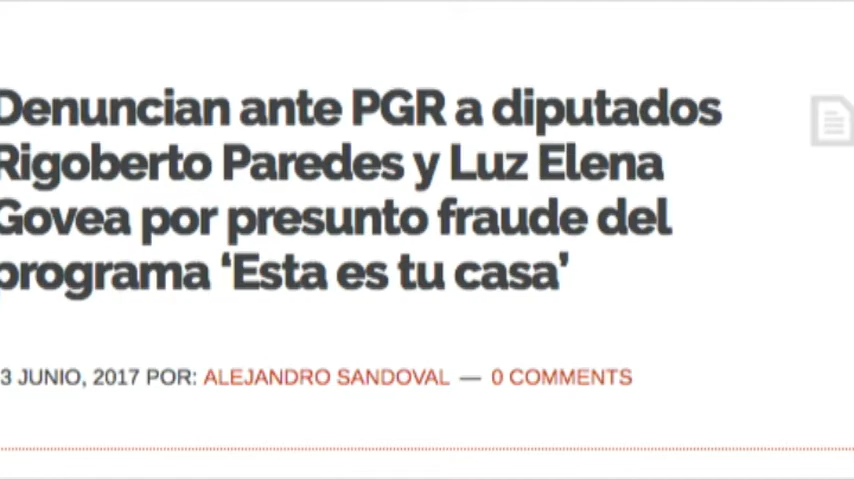 Denuncian ante PGR a diputados
Rigoberto Paredes y Luz Elena
Govea por presunto fraude del
programa ‘Esta es tu casa’
3 JUNIO, 2017 POR: ALEJANDRO SANDOVAL — 0 COMMENTS